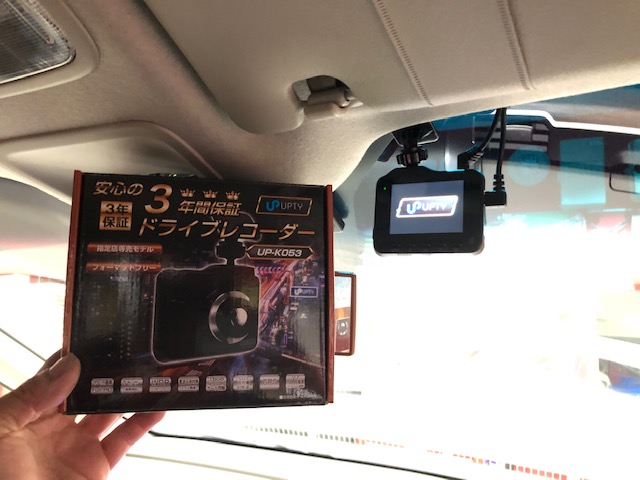 安心の3年間保証
3年保証
UPTY
ドライブレコーダー
指定店専売モデル
UP-K053
フォーマットフリー
UPTY
WDR
UPTY